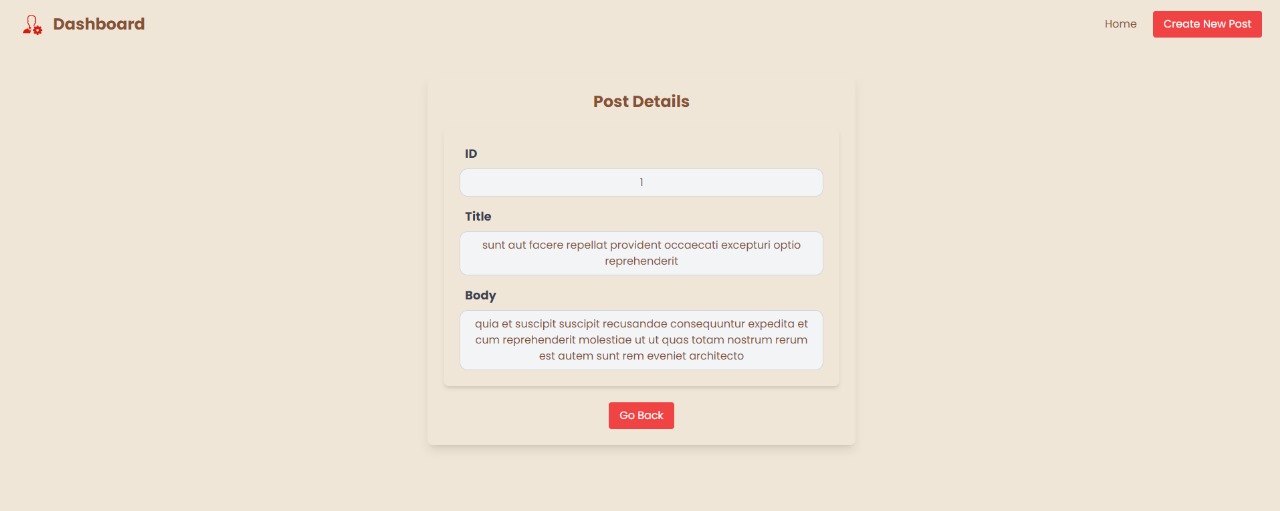 Dashboard
Home
Create New Post
Post Details
ID
1
Title
sunt aut facere repellat provident occaecati excepturi optio
reprehenderit
Body
quia et suscipit suscipit recusandae consequuntur expedita et
cum reprehenderit molestiae ut ut quas totam nostrum rerum
est autem sunt rem eveniet architecto
Go Back